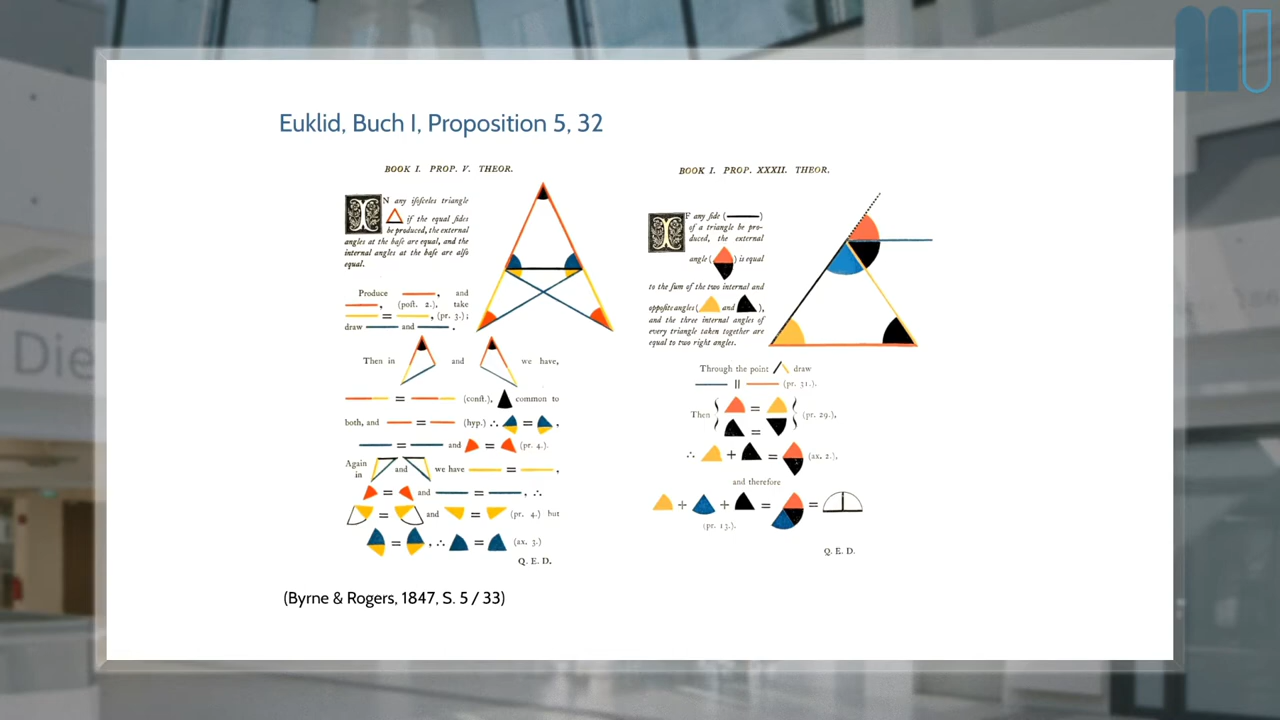 Euklid, Buch I, Proposition 5, 32
BOOK I. PROP. V. THEOR.
IN any isosceles triangle
if the equal sides
be produced, the external
angles at the base are equal, and the
internal angles at the base are also
equal.
Produce , and
, (post. 2.), take
= , (pr. 3.);
draw and .
Then in and we have,
= (const.), common to
both, and = (hyp.) ∴ = ,
= and = (pr. 4.).
Again in and we have = ,
= and = , ∴
= and = (pr. 4.) but
= , ∴ = (ax. 3.)
Q. E. D.
BOOK I. PROP. XXXII. THEOR.
IF any side ( )
of a triangle be pro-
duced, the external
angle ( ) is equal
to the sum of the two internal and
opposite angles ( and ),
and the three internal angles of
every triangle taken together are
equal to two right angles.
Through the point draw
|| (pr. 31.).
Then { = = } (pr. 29.),
∴ + = (ax. 2.),
and therefore
+ + = =
(pr. 13.).
Q. E. D.
(Byrne & Rogers, 1847, S. 5 / 33)
Die